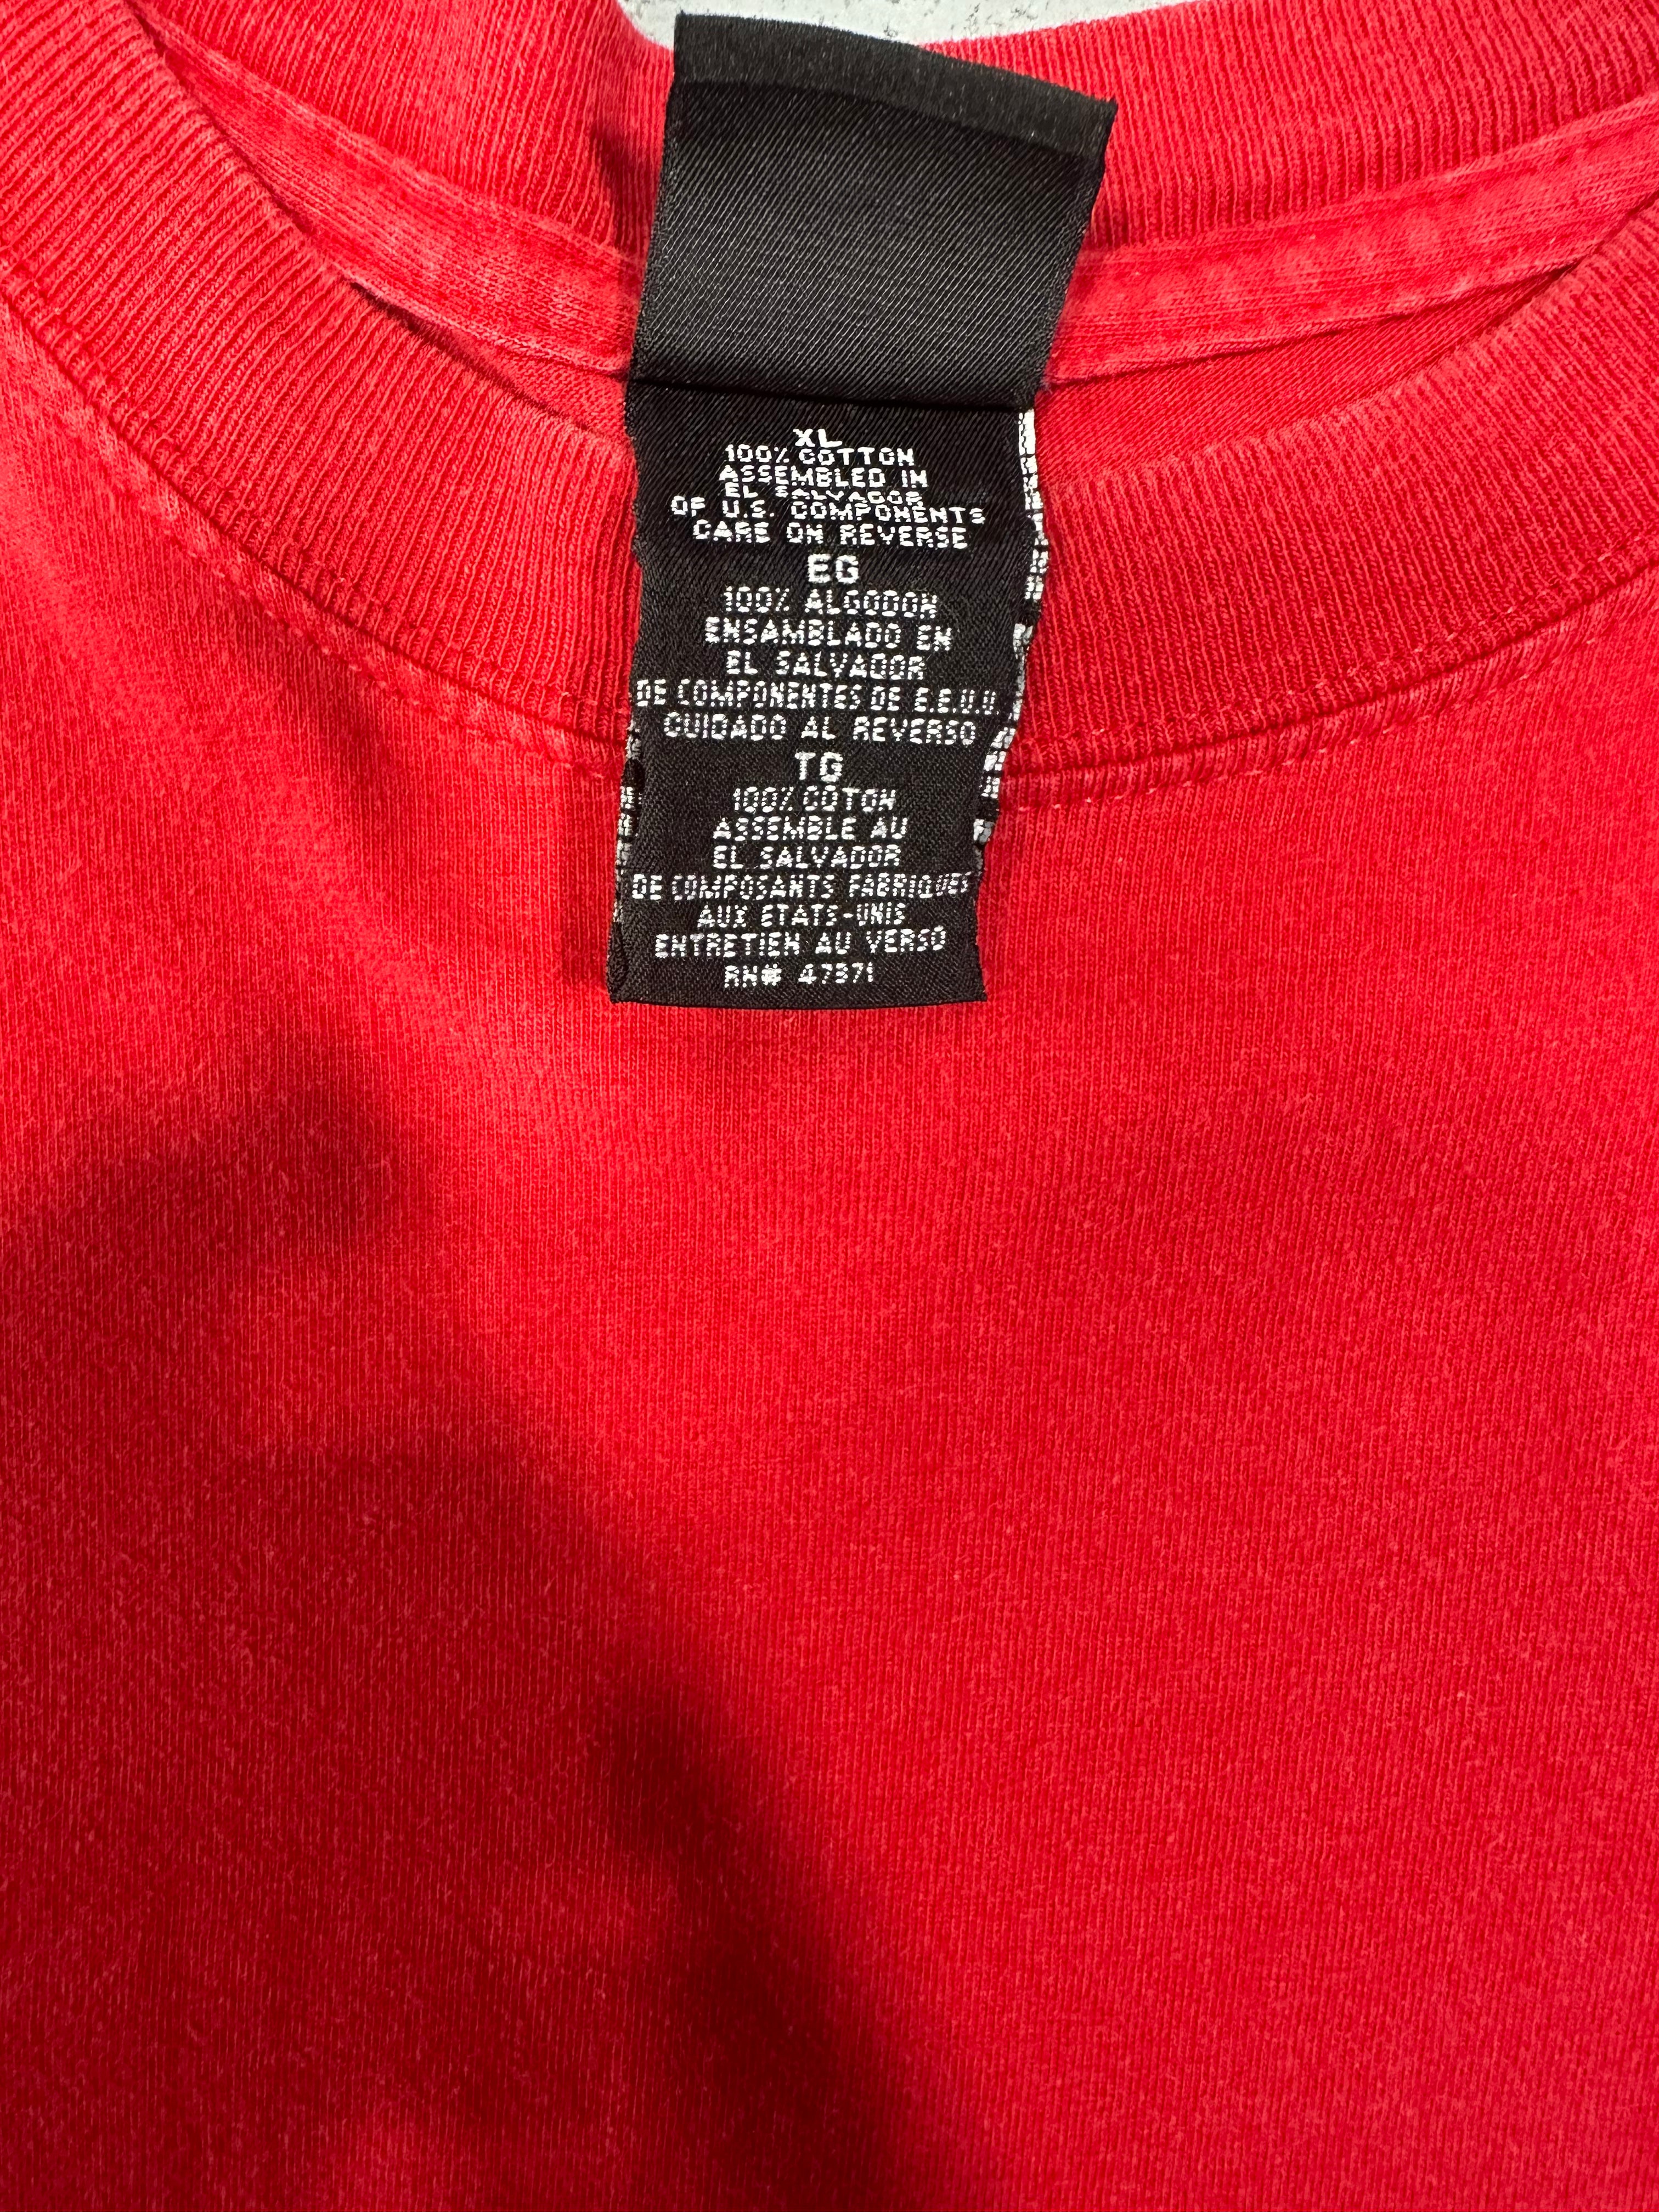 XL
100% COTTON
ASSEMBLED IN
EL SALVADOR
OF U.S. COMPONENTS
CARE ON REVERSE
EG
100% ALGODON
ENSAMBLADO EN
EL SALVADOR
DE COMPONENTES DE E.E.U.U
CUIDADO AL REVERSO
TG
100% COTON
ASSEMBLE AU
EL SALVADOR
DE COMPOSANTS FABRIQUES
AUX ETATS-UNIS
ENTRETIEN AU VERSO
RN# 47971